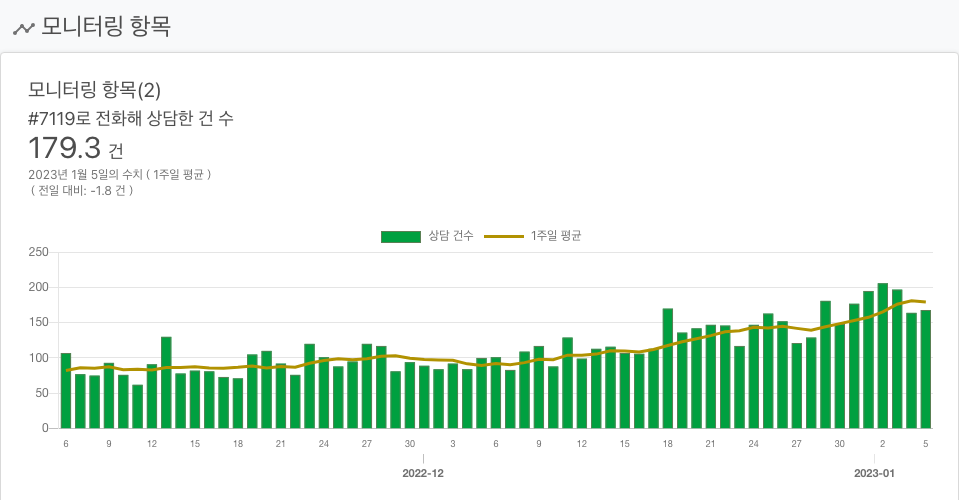 모니터링 항목
모니터링 항목(2)
#7119로 전화해 상담한 건 수
179.3 건
2023년 1월 5일의 수치 ( 1주일 평균 )
( 전일 대비: -1.8 건 )
상담 건수 1주일 평균
250
200
150
100
50
0
6 9 12 15 18 21 24 27 30 3 6 9 12 15 18 21 24 27 30 2 5
2022-12 2023-01